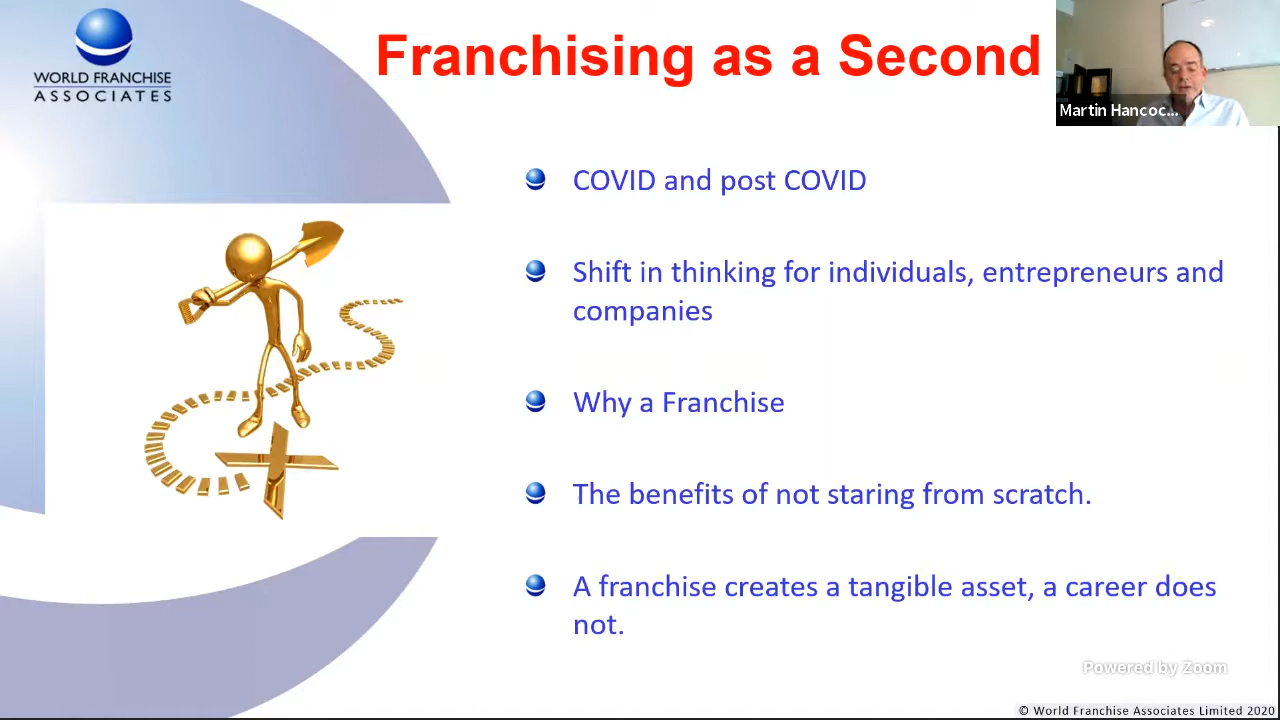 WORLD FRANCHISE
ASSOCIATES
Franchising as a Second
Martin Hancoc...
COVID and post COVID
Shift in thinking for individuals, entrepreneurs and
companies
Why a Franchise
The benefits of not staring from scratch.
A franchise creates a tangible asset, a career does
not.
Powered by Zoom
© World Franchise Associates Limited 2020